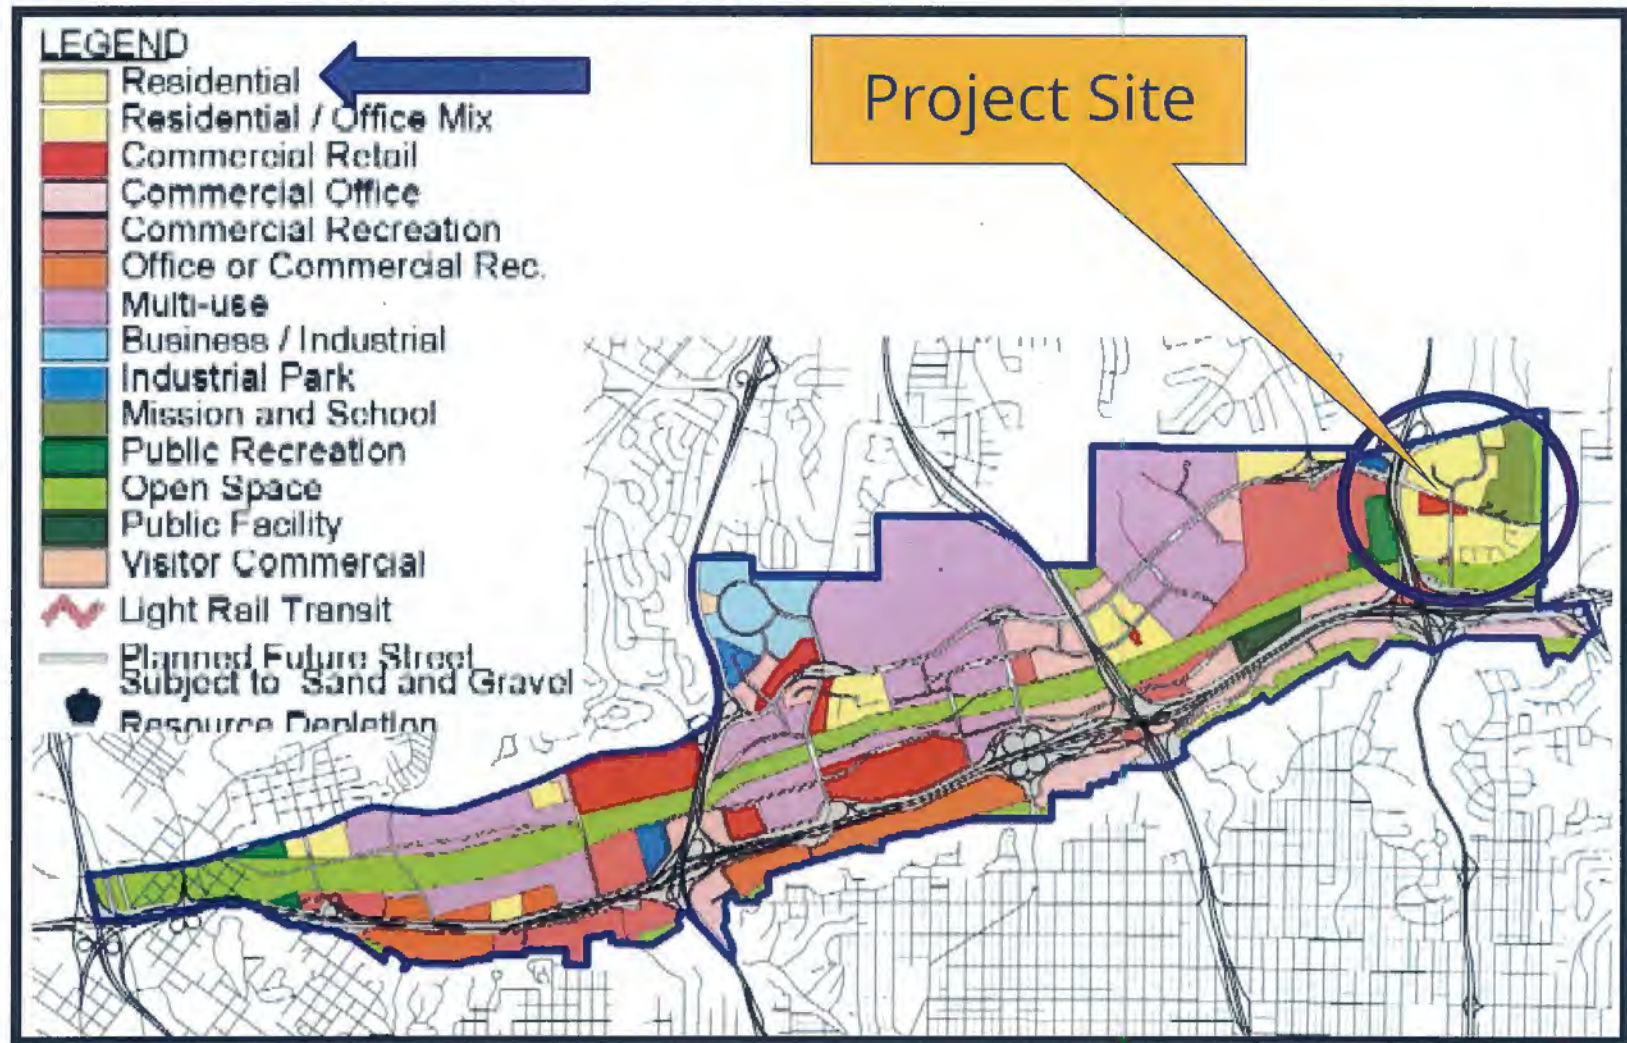 LEGEND
Residential
Residential / Office Mix
Commercial Retail
Commercial Office
Commercial Recreation
Office or Commercial Rec.
Multi-use
Business / Industrial
Industrial Park
Mission and School
Public Recreation
Open Space
Public Facility
Visitor Commercial
Light Rail Transit
Planned Future Street
Subject to Sand and Gravel
Resource Depletion
Project Site